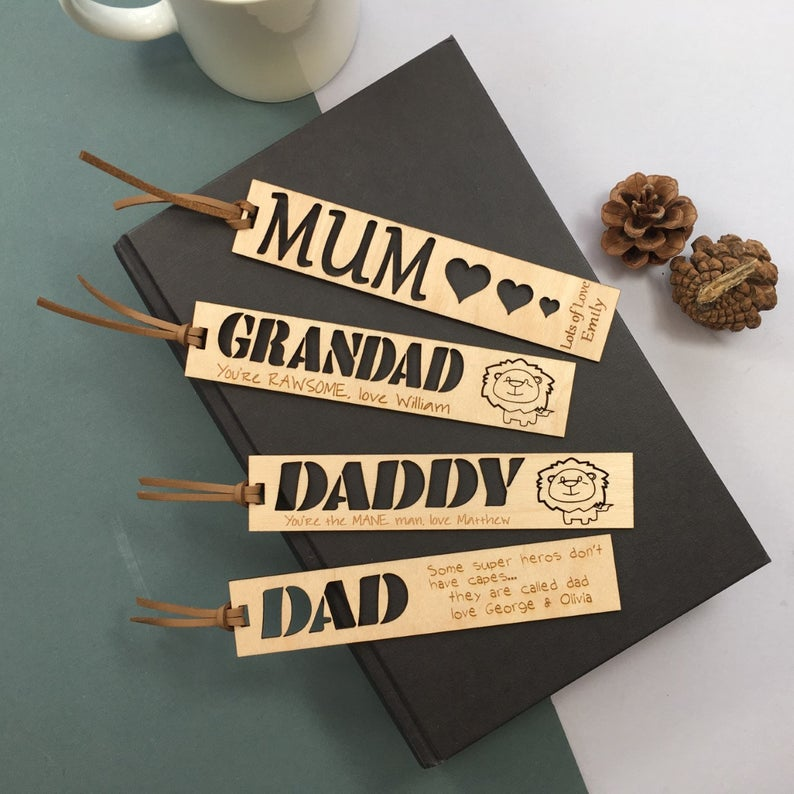 MUM
Lots of Love
Emily
GRANDAD
You're RAWSOME, love William
DADDY
You're the MANE man, love Matthew
DAD
Some super heros don't
have capes...
they are called dad
love George & Olivia